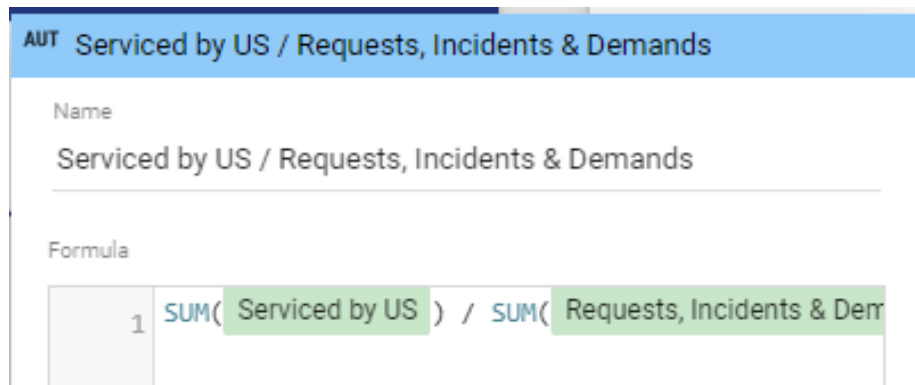 AUT Serviced by US / Requests, Incidents & Demands
Name
Serviced by US / Requests, Incidents & Demands
Formula
1 SUM( Serviced by US ) / SUM( Requests, Incidents & Dem